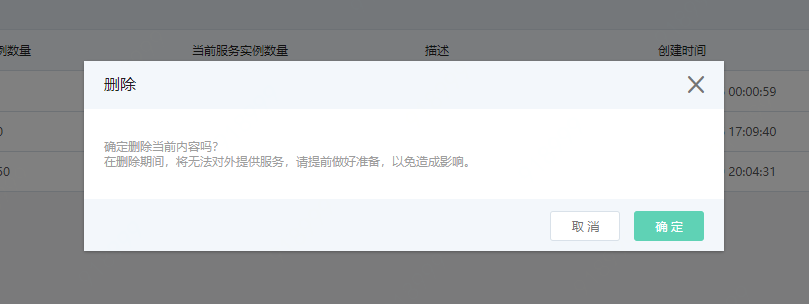 例数量 当前服务实例数量 描述 创建时间
删除
00:00:59
确定删除当前内容吗?
0 17:09:40
在删除期间，将无法对外提供服务，请提前做好准备，以免造成影响。
50 20:04:31
取消 确定